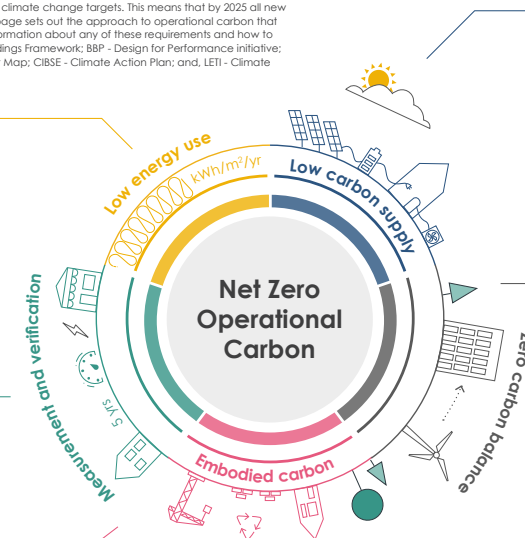 climate change targets. This means that by 2025 all new
page sets out the approach to operational carbon that
ormation about any of these requirements and how to
dings Framework; BBP - Design for Performance initiative;
Map; CIBSE - Climate Action Plan; and, LETI - Climate
Low energy use
kWh/m²/yr
Low carbon supply
Net Zero
Operational
Carbon
Measurement and verification
5 yrs
zero carbon balance
Embodied carbon